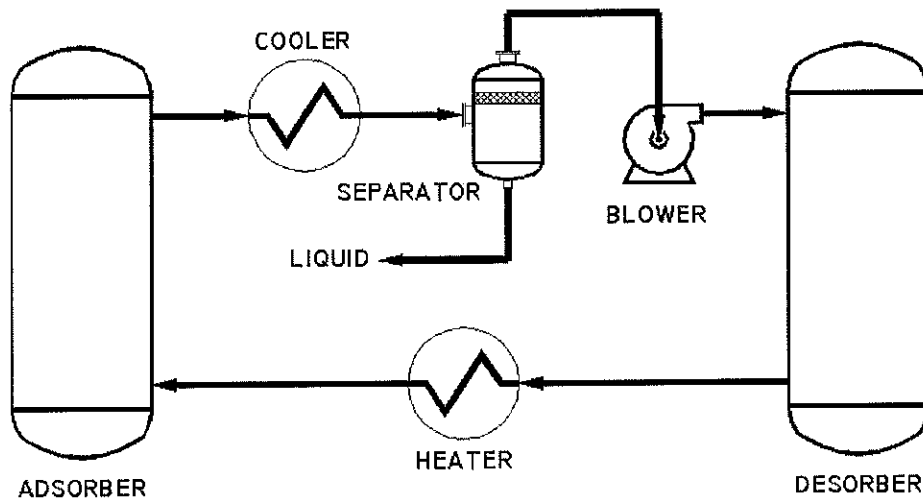 COOLER
SEPARATOR
BLOWER
LIQUID
HEATER
ADSORBER
DESORBER